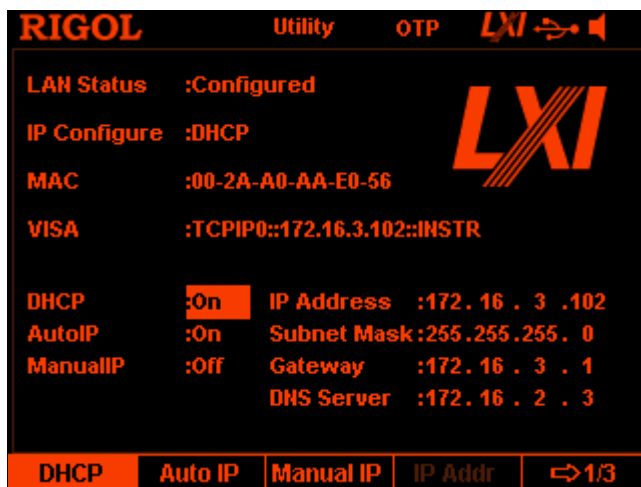 RIGOL Utility OTP LXI
LXI
LAN Status :Configured
IP Configure :DHCP
MAC :00-2A-A0-AA-E0-56
VISA :TCPIP0::172.16.3.102::INSTR
DHCP :On IP Address :172. 16 . 3 .102
AutoIP :On Subnet Mask:255.255.255. 0
ManualIP :Off Gateway :172. 16 . 3 . 1
DNS Server :172. 16 . 2 . 3
DHCP Auto IP Manual IP IP Addr ⇨1/3